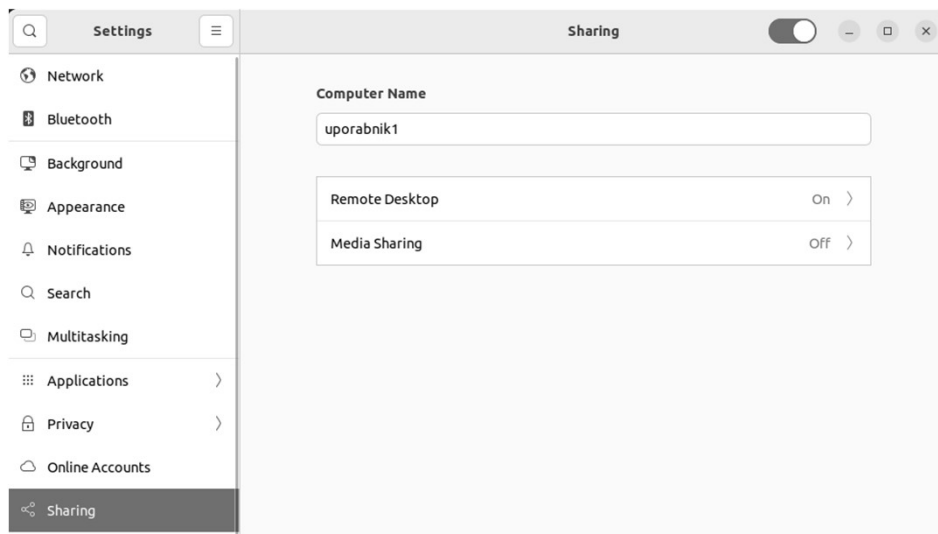 Settings
Sharing
Network
Bluetooth
Background
Appearance
Notifications
Search
Multitasking
Applications
Privacy
Online Accounts
Sharing
Computer Name
uporabnik1
Remote Desktop On
Media Sharing Off